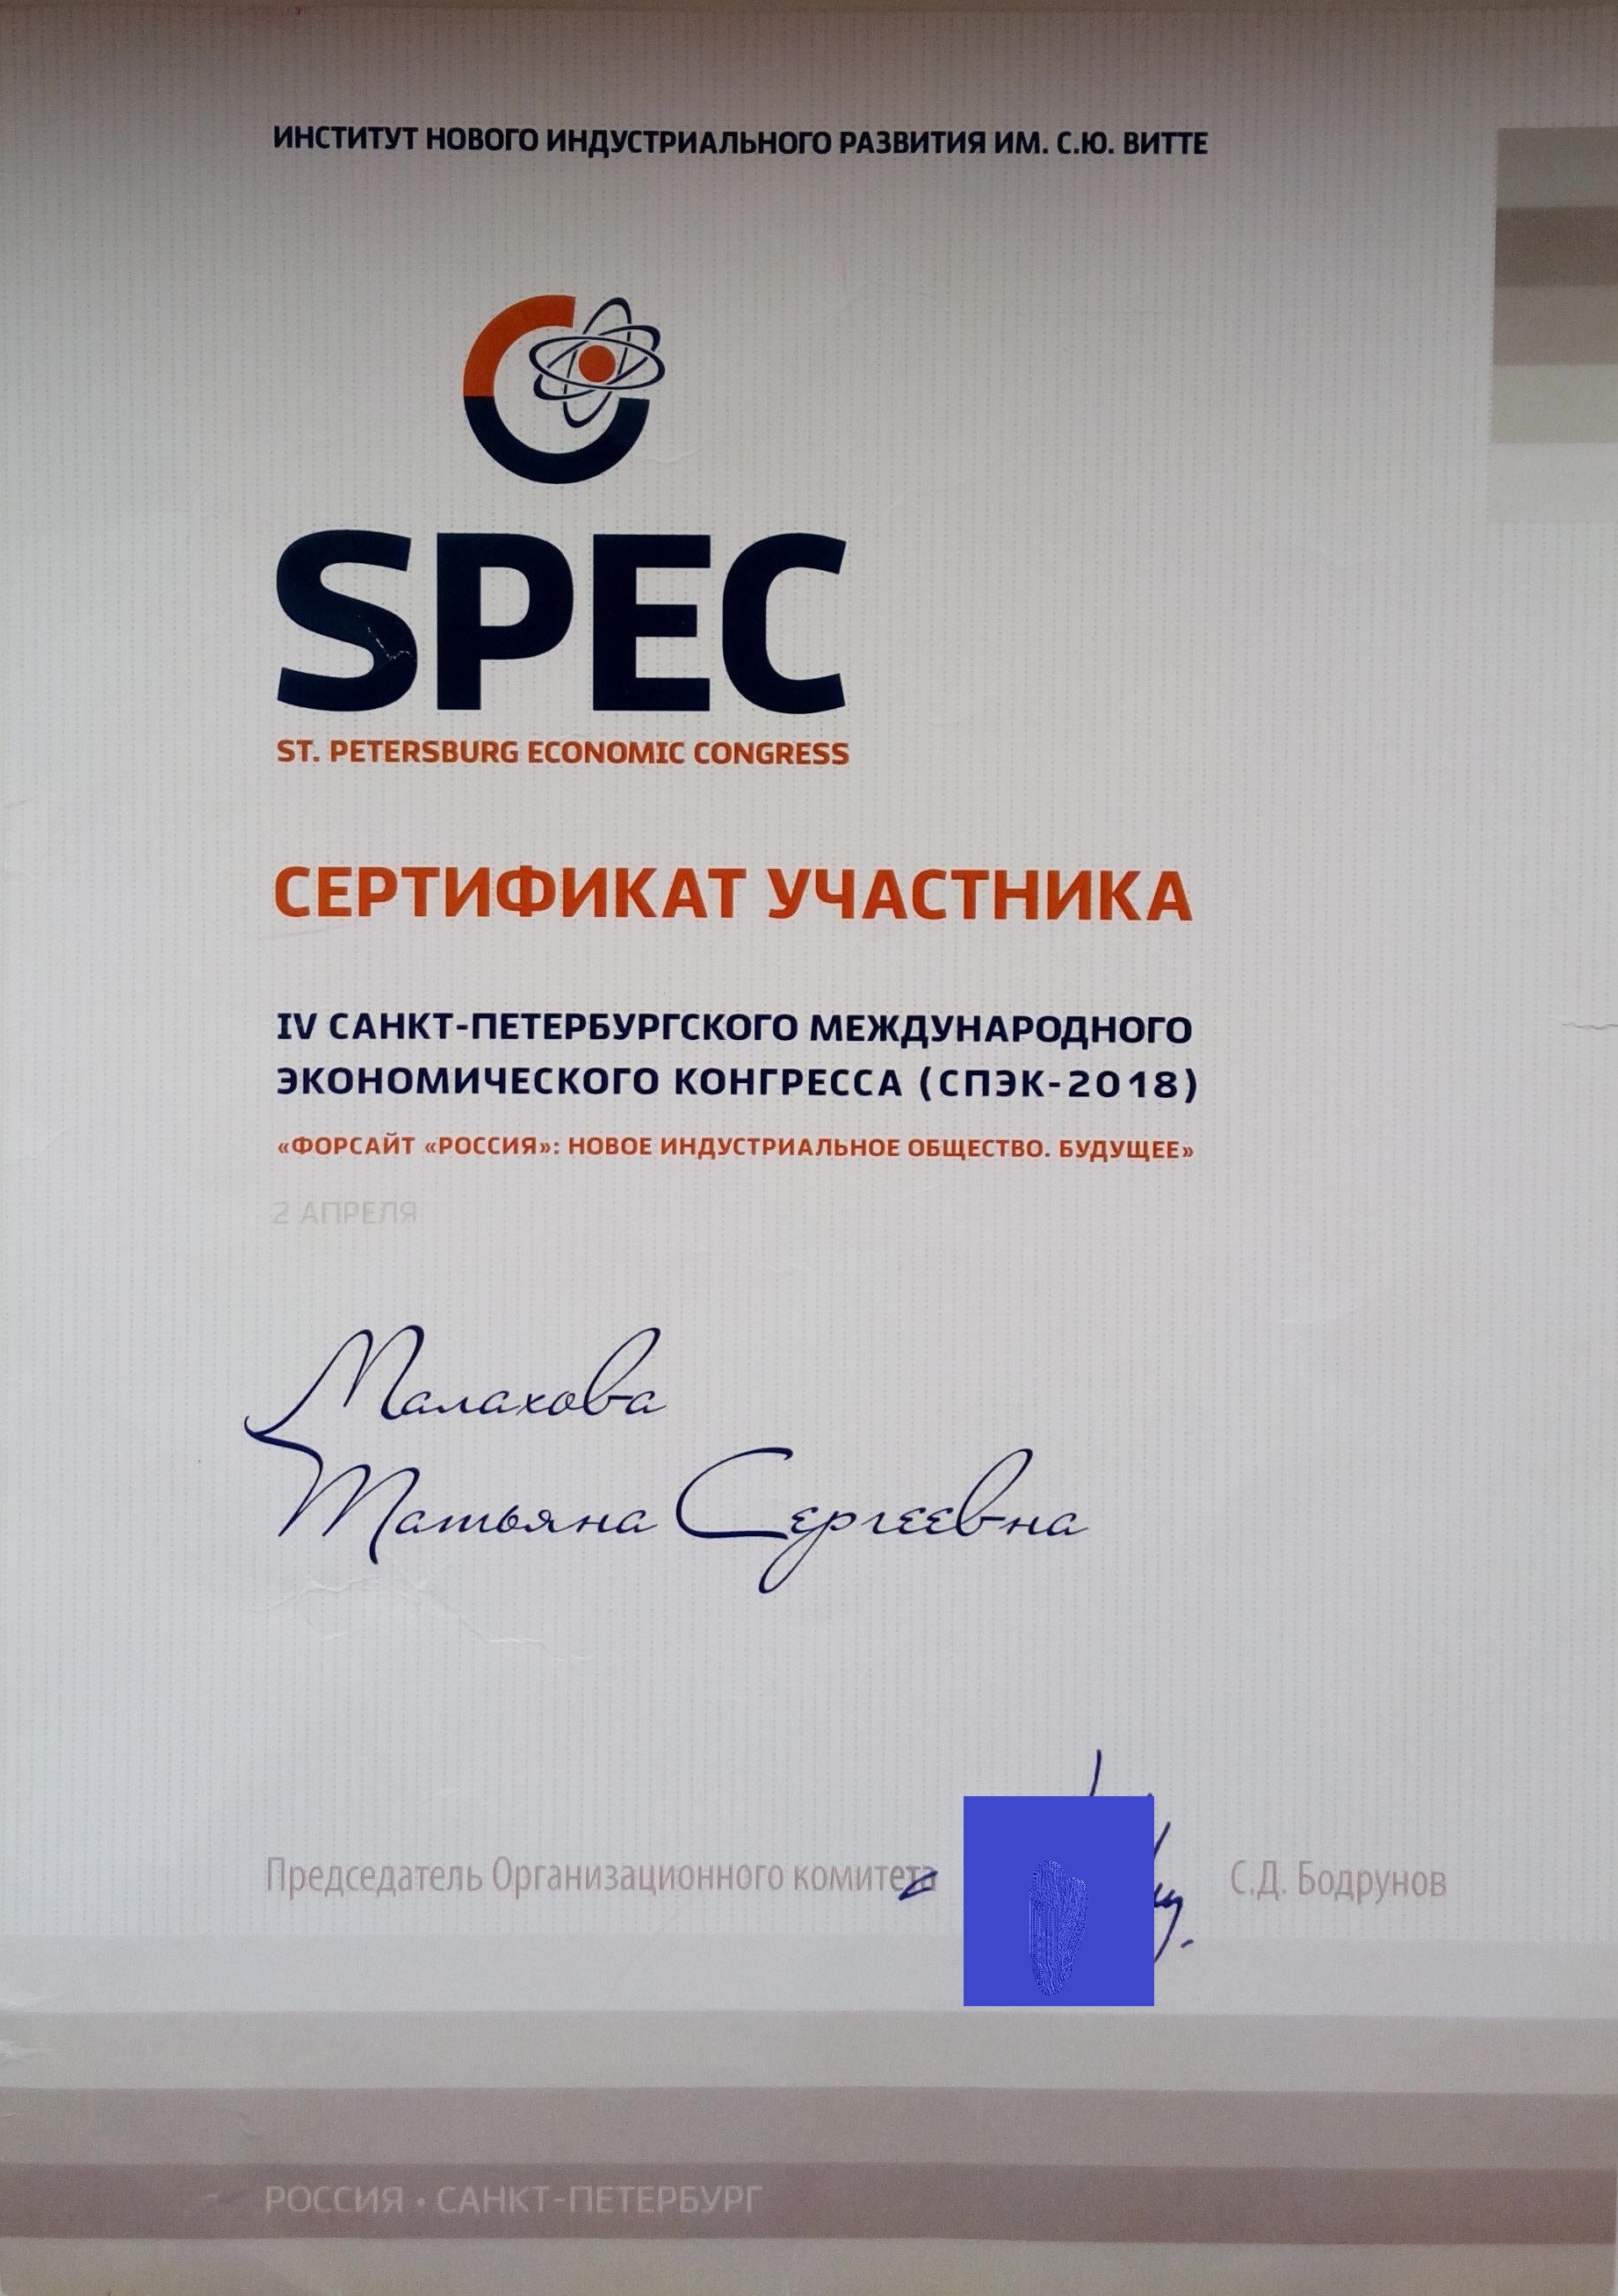 ИНСТИТУТ НОВОГО ИНДУСТРИАЛЬНОГО РАЗВИТИЯ ИМ. С.Ю. ВИТТЕ
SPEC
ST. PETERSBURG ECONOMIC CONGRESS
СЕРТИФИКАТ УЧАСТНИКА
IV САНКТ-ПЕТЕРБУРГСКОГО МЕЖДУНАРОДНОГО
ЭКОНОМИЧЕСКОГО КОНГРЕССА (СПЭК-2018)
«ФОРСАЙТ «РОССИЯ»: НОВОЕ ИНДУСТРИАЛЬНОЕ ОБЩЕСТВО. БУДУЩЕЕ»
2 АПРЕЛЯ
Малахова
Татьяна Сергеевна
Председатель Организационного комитета С.Д. Бодрунов
РОССИЯ • САНКТ-ПЕТЕРБУРГ